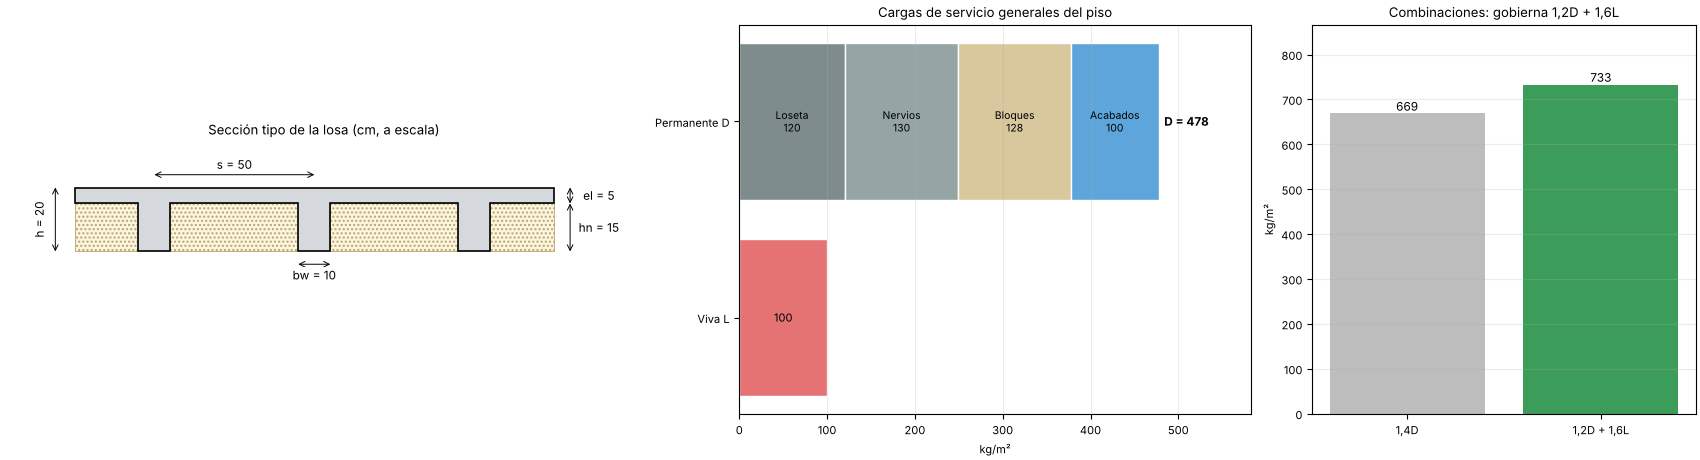 Sección tipo de la losa (cm, a escala)
s = 50
h = 20
el = 5
hn = 15
bw = 10
Cargas de servicio generales del piso
Permanente D
Loseta
120
Nervios
130
Bloques
128
Acabados
100
D = 478
Viva L
100
0
100
200
300
400
500
kg/m²
Combinaciones: gobierna 1,2D + 1,6L
kg/m²
800
700
600
500
400
300
200
100
0
669
733
1,4D
1,2D + 1,6L